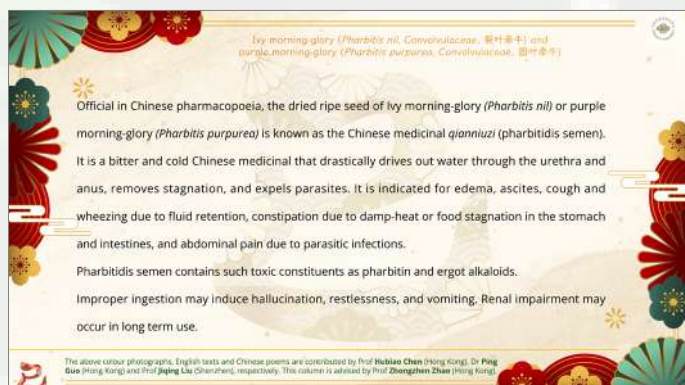 Ivy morning-glory (Pharbitis nil, Convolvulaceae, 裂叶牵牛) and
purple morning-glory (Pharbitis purpurea, Convolvulaceae, 圆叶牵牛)
Official in Chinese pharmacopoeia, the dried ripe seed of Ivy morning-glory (Pharbitis nil) or purple
morning-glory (Pharbitis purpurea) is known as the Chinese medicinal qianniuzi (pharbitidis semen).
It is a bitter and cold Chinese medicinal that drastically drives out water through the urethra and
anus, removes stagnation, and expels parasites. It is indicated for edema, ascites, cough and
wheezing due to fluid retention, constipation due to damp-heat or food stagnation in the stomach
and intestines, and abdominal pain due to parasitic infections.
Pharbitidis semen contains such toxic constituents as pharbitin and ergot alkaloids.
Improper ingestion may induce hallucination, restlessness, and vomiting. Renal impairment may
occur in long term use.
The above colour photographs, English texts and Chinese poems are contributed by Prof Hubiao Chen (Hong Kong), Dr Ping
Guo (Hong Kong) and Prof Jiqing Liu (Shenzhen), respectively. This column is advised by Prof Zhongzhen Zhao (Hong Kong).